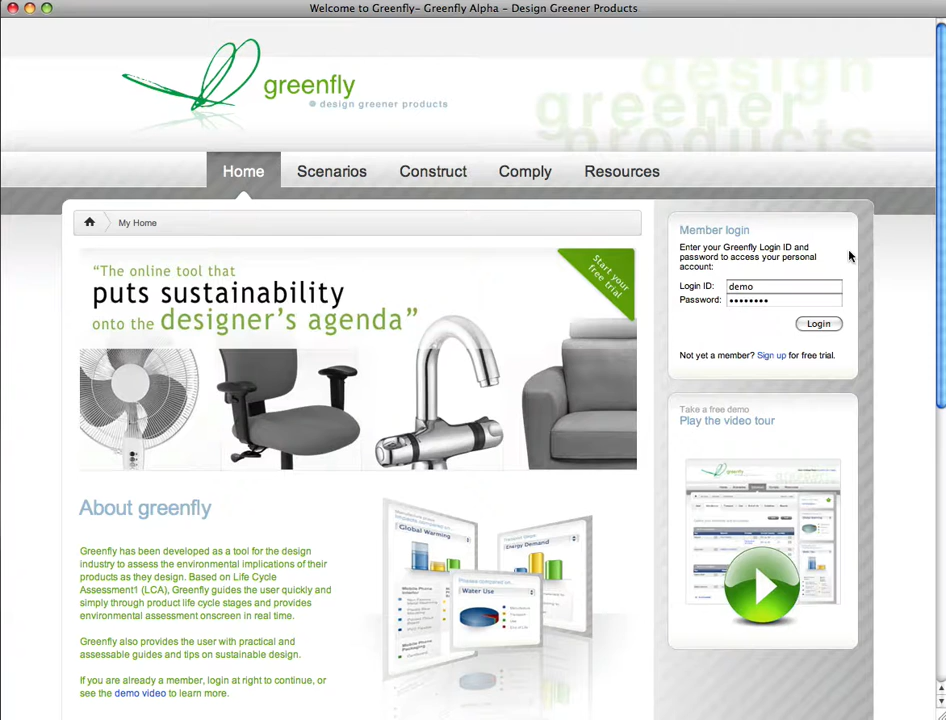 Welcome to Greenfly- Greenfly Alpha - Design Greener Products
design
greener
products
greenfly
design greener products
Home
Scenarios
Construct
Comply
Resources
My Home
“The online tool that
puts sustainability
onto the designer’s agenda”
Start your
free trial
Member login
Enter your Greenfly Login ID and
password to access your personal
account:
Login ID: demo
Password: ••••••••
Login
Not yet a member? Sign up for free trial.
Take a free demo
Play the video tour
greenfly
About greenfly
Greenfly has been developed as a tool for the design
industry to assess the environmental implications of their
products as they design. Based on Life Cycle
Assessment1 (LCA), Greenfly guides the user quickly and
simply through product life cycle stages and provides
environmental assessment onscreen in real time.
Greenfly also provides the user with practical and
assessable guides and tips on sustainable design.
If you are already a member, login at right to continue, or
see the demo video to learn more.
Global Warming
Energy Demand
Water Use